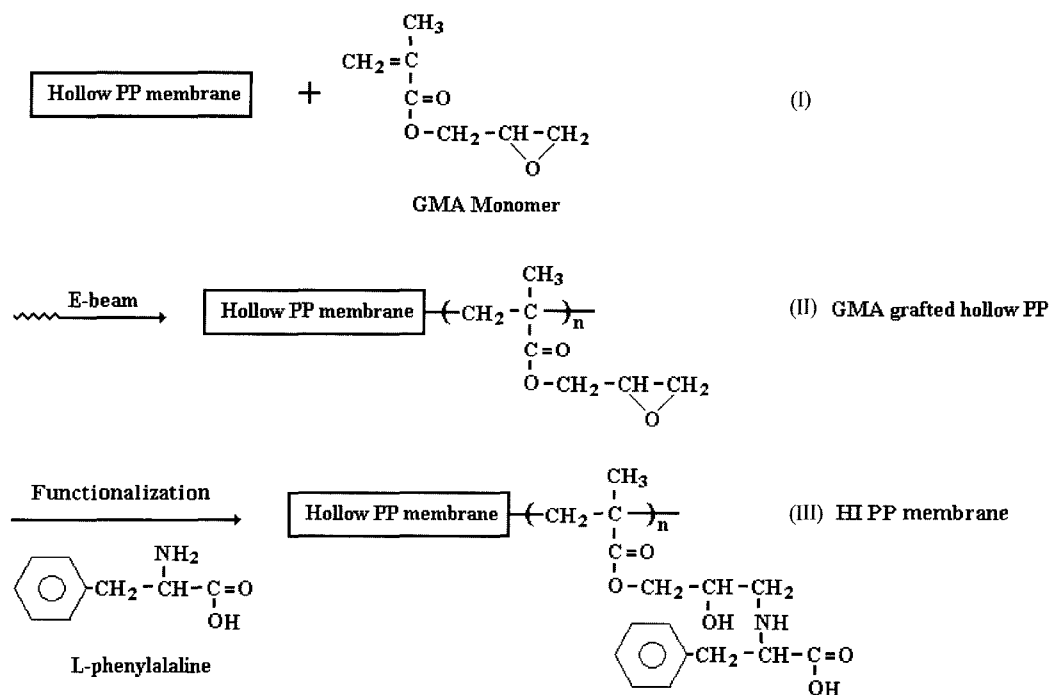 CH3
CH2=C
Hollow PP membrane + C=O (I)
O-CH2-CH-CH2
O
GMA Monomer
CH3
E-beam Hollow PP membrane (CH2-C)n (II) GMA grafted hollow PP
C=O
O-CH2-CH-CH2
O
CH3
Functionalization Hollow PP membrane (CH2-C)n (III) HI PP membrane
NH2 C=O
CH2-CH-C=O O-CH2-CH-CH2
OH OH NH
L-phenylalaline CH2-CH-C=O
OH